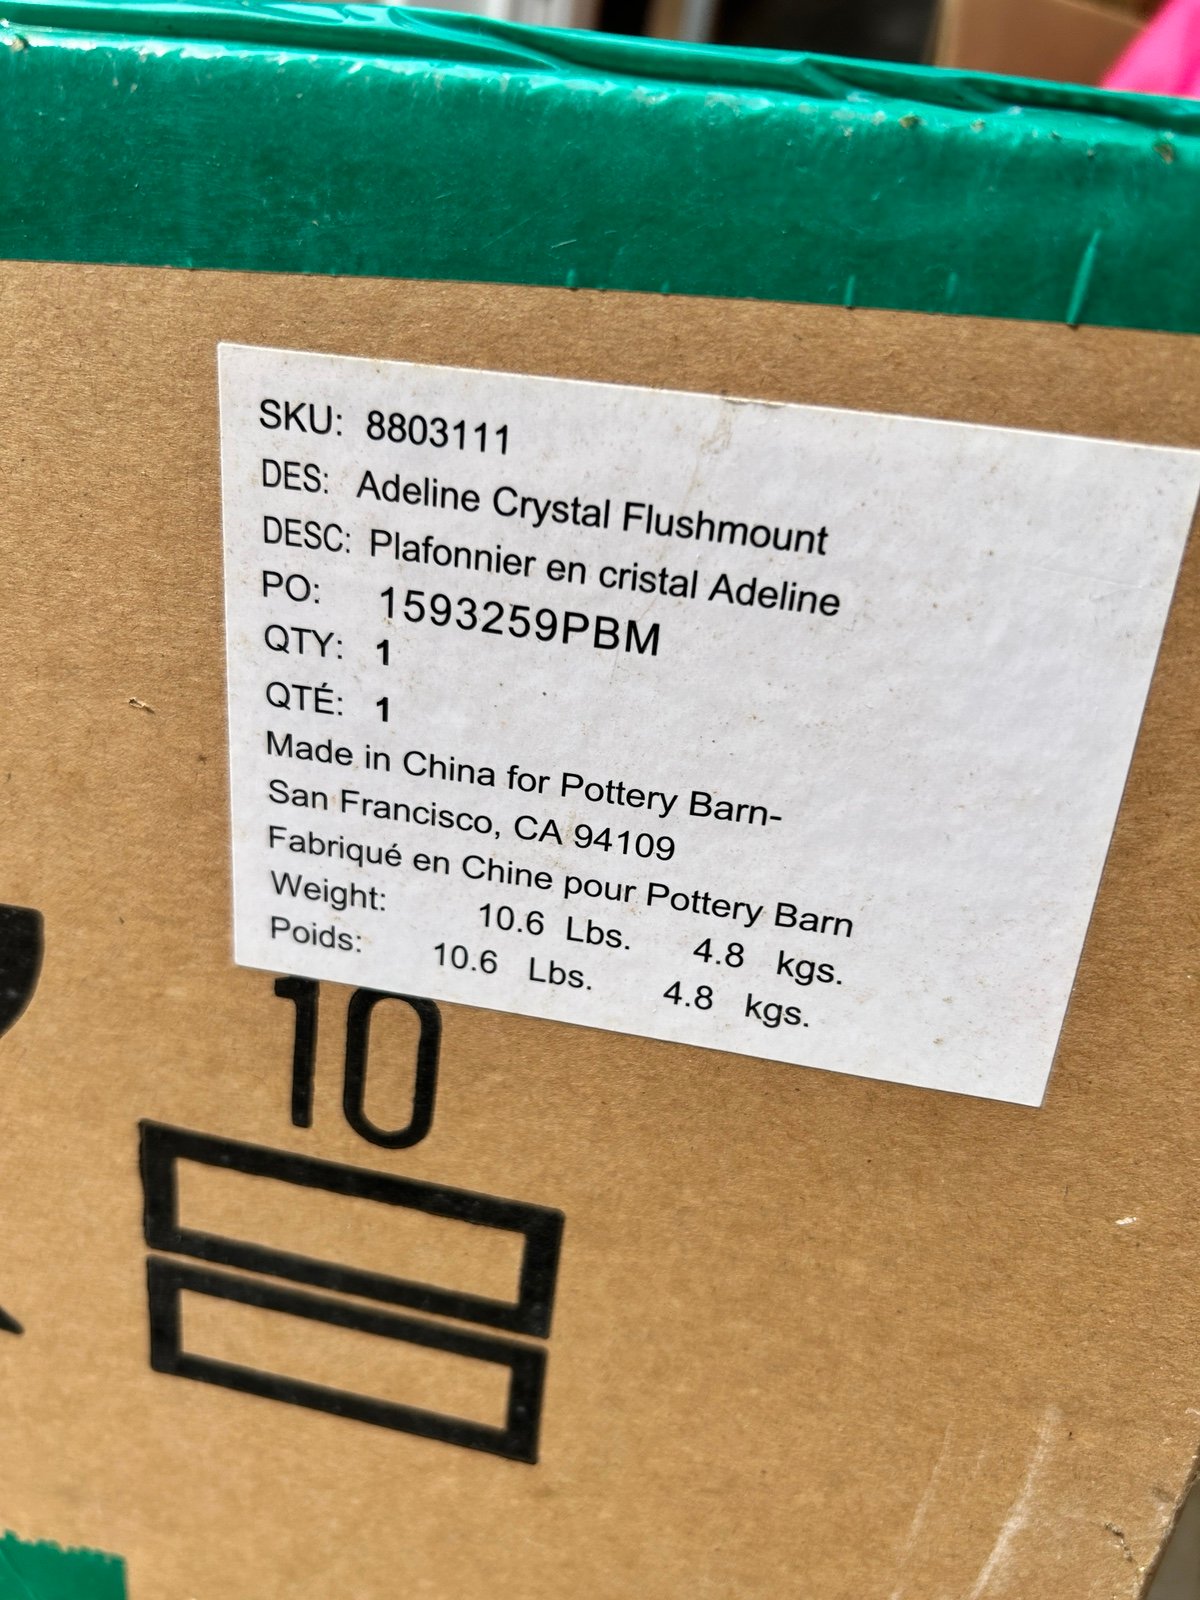 SKU: 8803111
DES: Adeline Crystal Flushmount
DESC: Plafonnier en cristal Adeline
PO: 1593259PBM
QTY: 1
QTÉ: 1
Made in China for Pottery Barn-
San Francisco, CA 94109
Fabriqué en Chine pour Pottery Barn
Weight: 10.6 Lbs. 4.8 kgs.
Poids: 10.6 Lbs. 4.8 kgs.
10